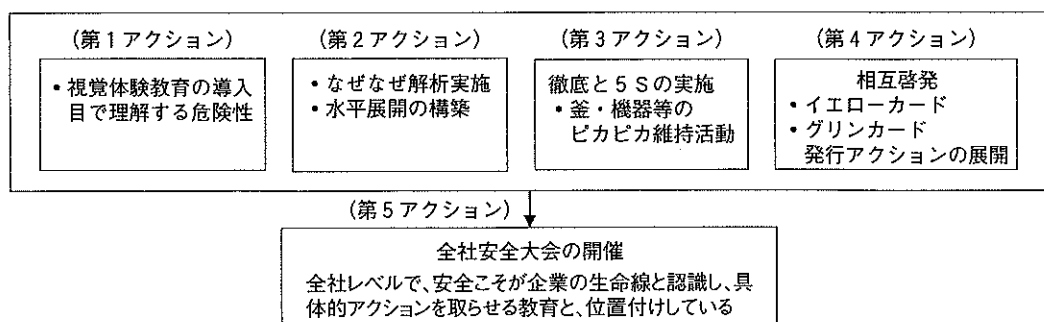 (第1アクション)
• 視覚体験教育の導入
目で理解する危険性
(第2アクション)
• なぜなぜ解析実施
• 水平展開の構築
(第3アクション)
徹底と5Sの実施
• 釜・機器等の
ピカピカ維持活動
(第4アクション)
相互啓発
• イエローカード
• グリンカード
発行アクションの展開
(第5アクション)
全社安全大会の開催
全社レベルで、安全こそが企業の生命線と認識し、具
体的アクションを取らせる教育と、位置付けしている